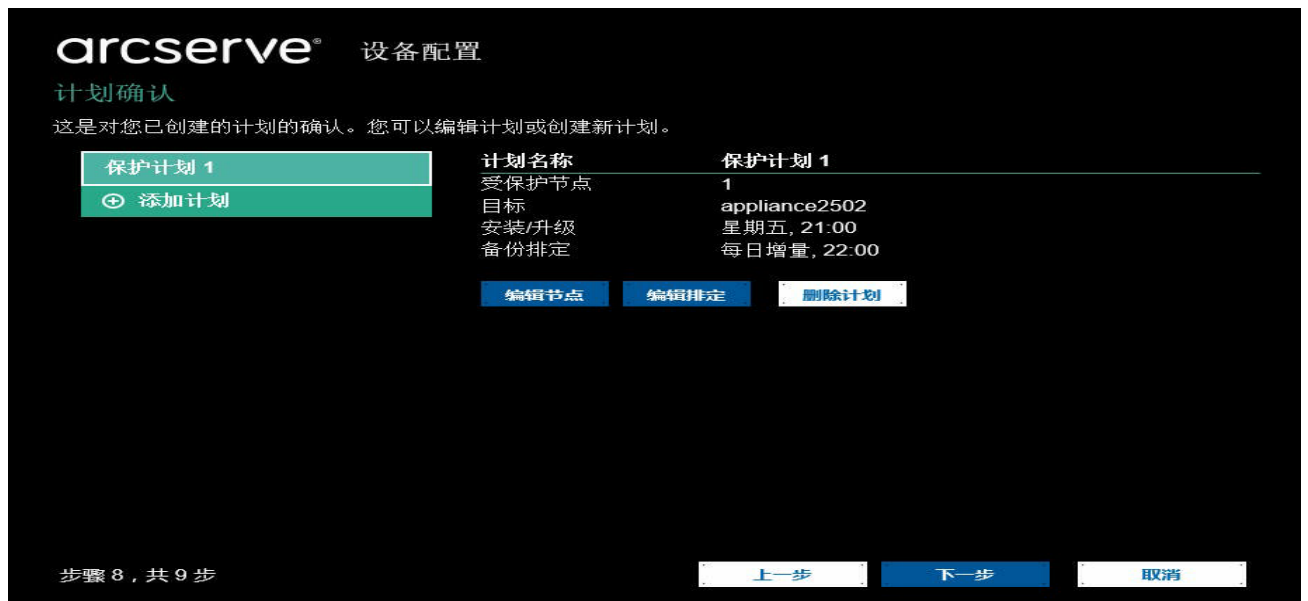 arcserve® 设备配置
计划确认
这是对您已创建的计划的确认。您可以编辑计划或创建新计划。
保护计划 1
添加计划
计划名称 保护计划 1
受保护节点 1
目标 appliance2502
安装/升级 星期五, 21:00
备份排定 每日增量, 22:00
编辑节点 编辑排定 删除计划
步骤 8 , 共 9 步 上一步 下一步 取消